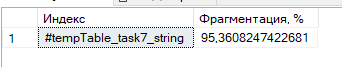 Индекс Фрагментация, %
1 #tempTable_task7_string 95,3608247422681